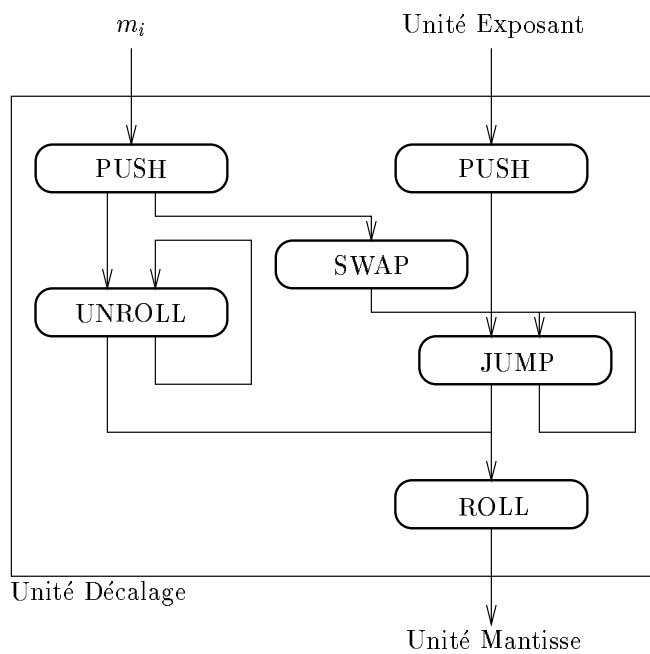 m_i
Unité Exposant
PUSH
PUSH
SWAP
UNROLL
JUMP
ROLL
Unité Décalage
Unité Mantisse